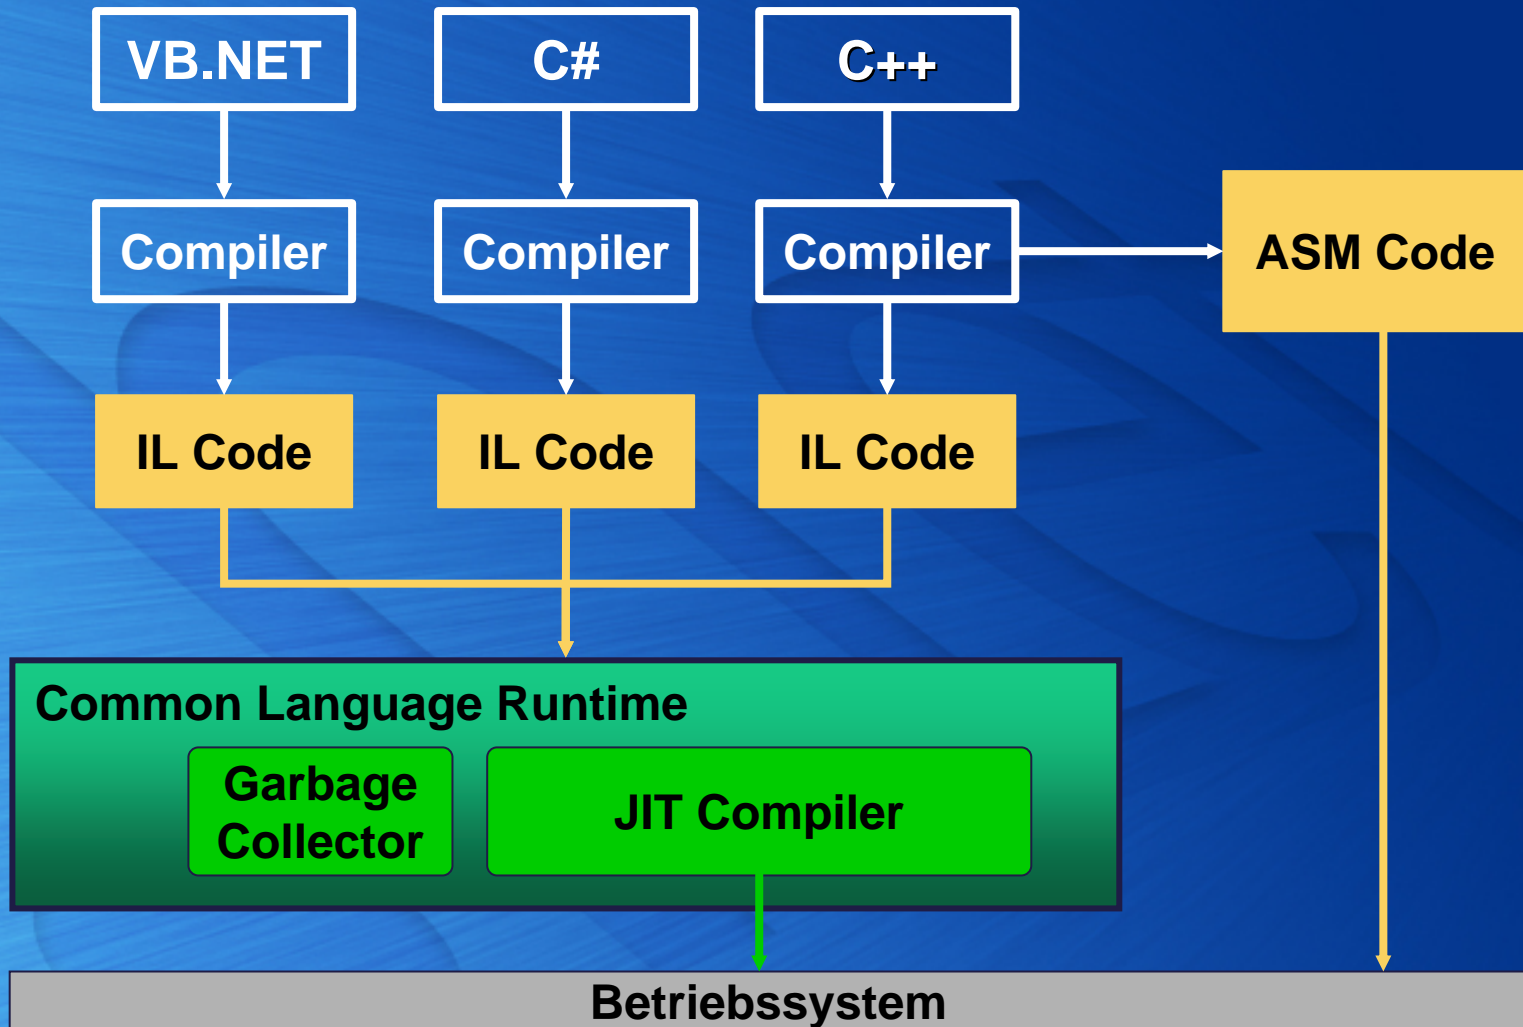 VB.NET
C#
C++
Compiler
Compiler
Compiler
ASM Code
IL Code
IL Code
IL Code
Common Language Runtime
Garbage
Collector
JIT Compiler
Betriebssystem